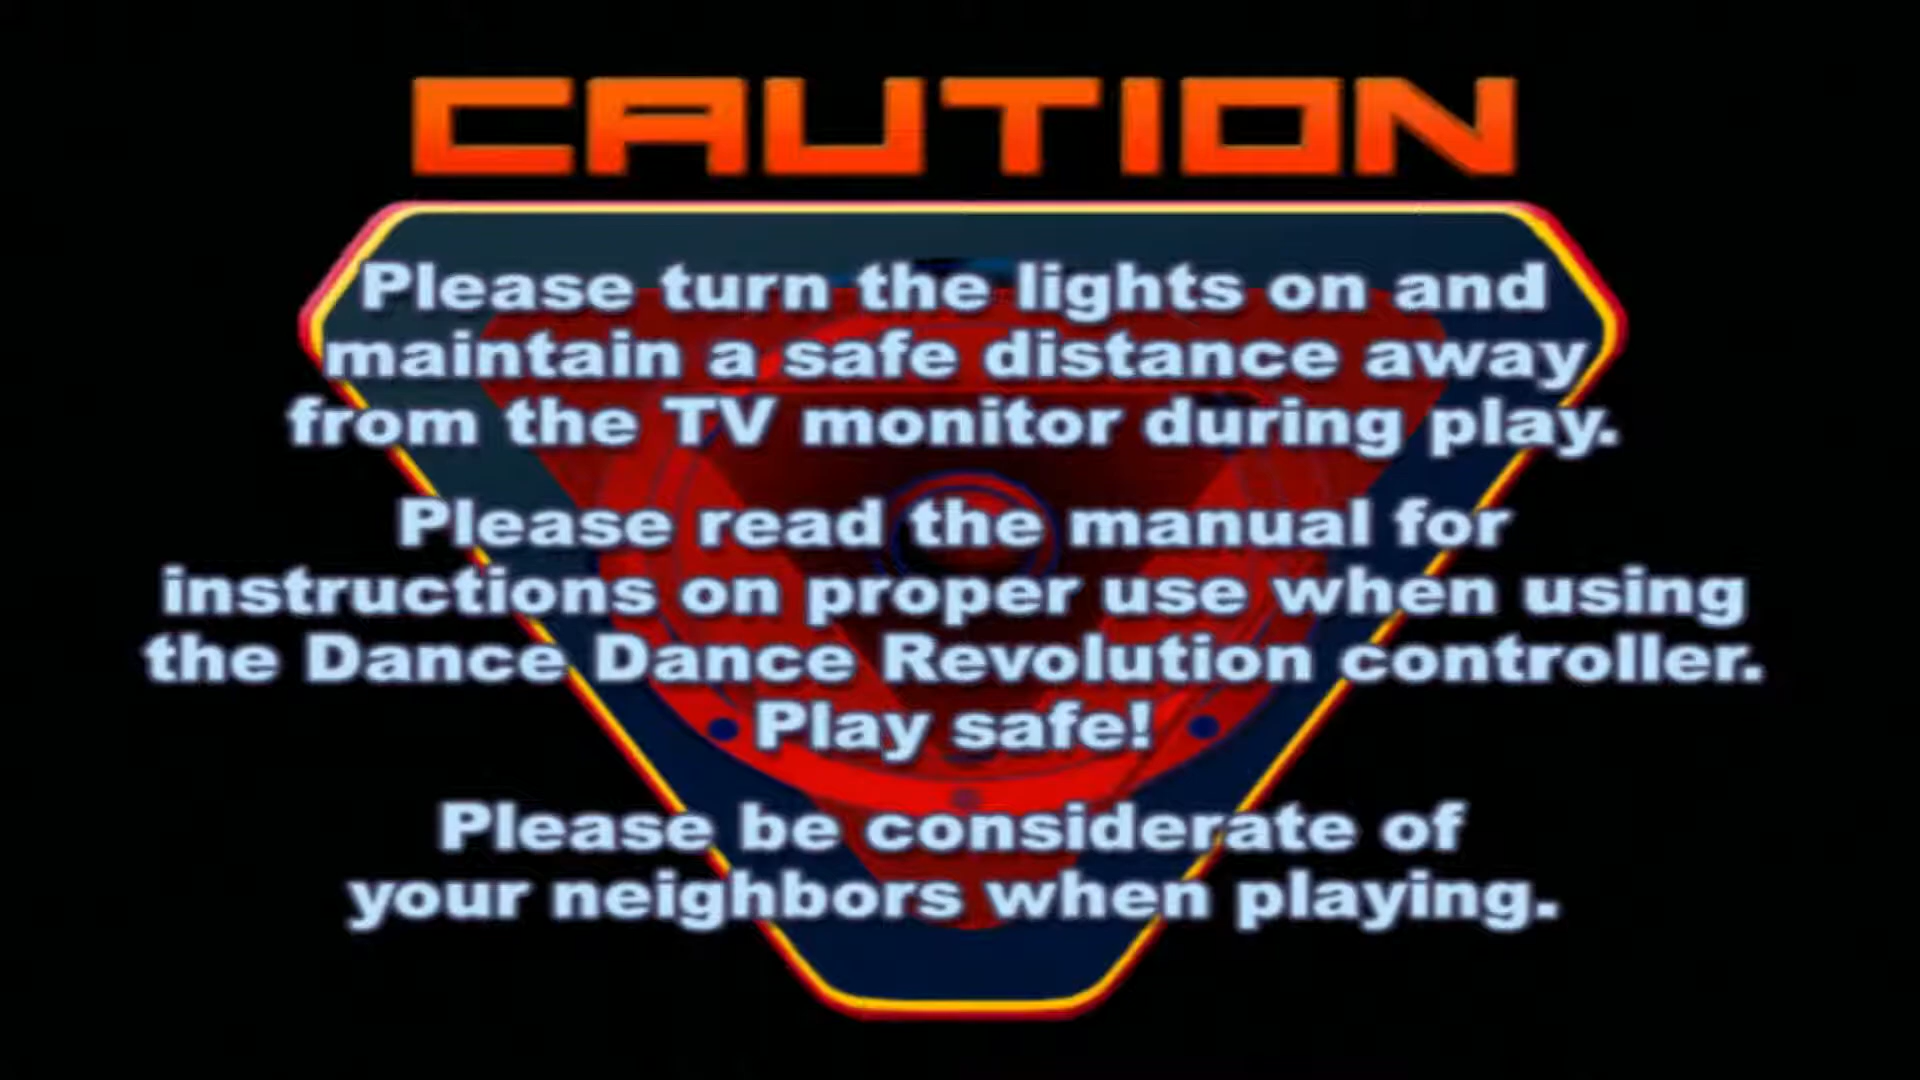 CAUTION
Please turn the lights on and
maintain a safe distance away
from the TV monitor during play.
Please read the manual for
instructions on proper use when using
the Dance Dance Revolution controller.
Play safe!
Please be considerate of
your neighbors when playing.